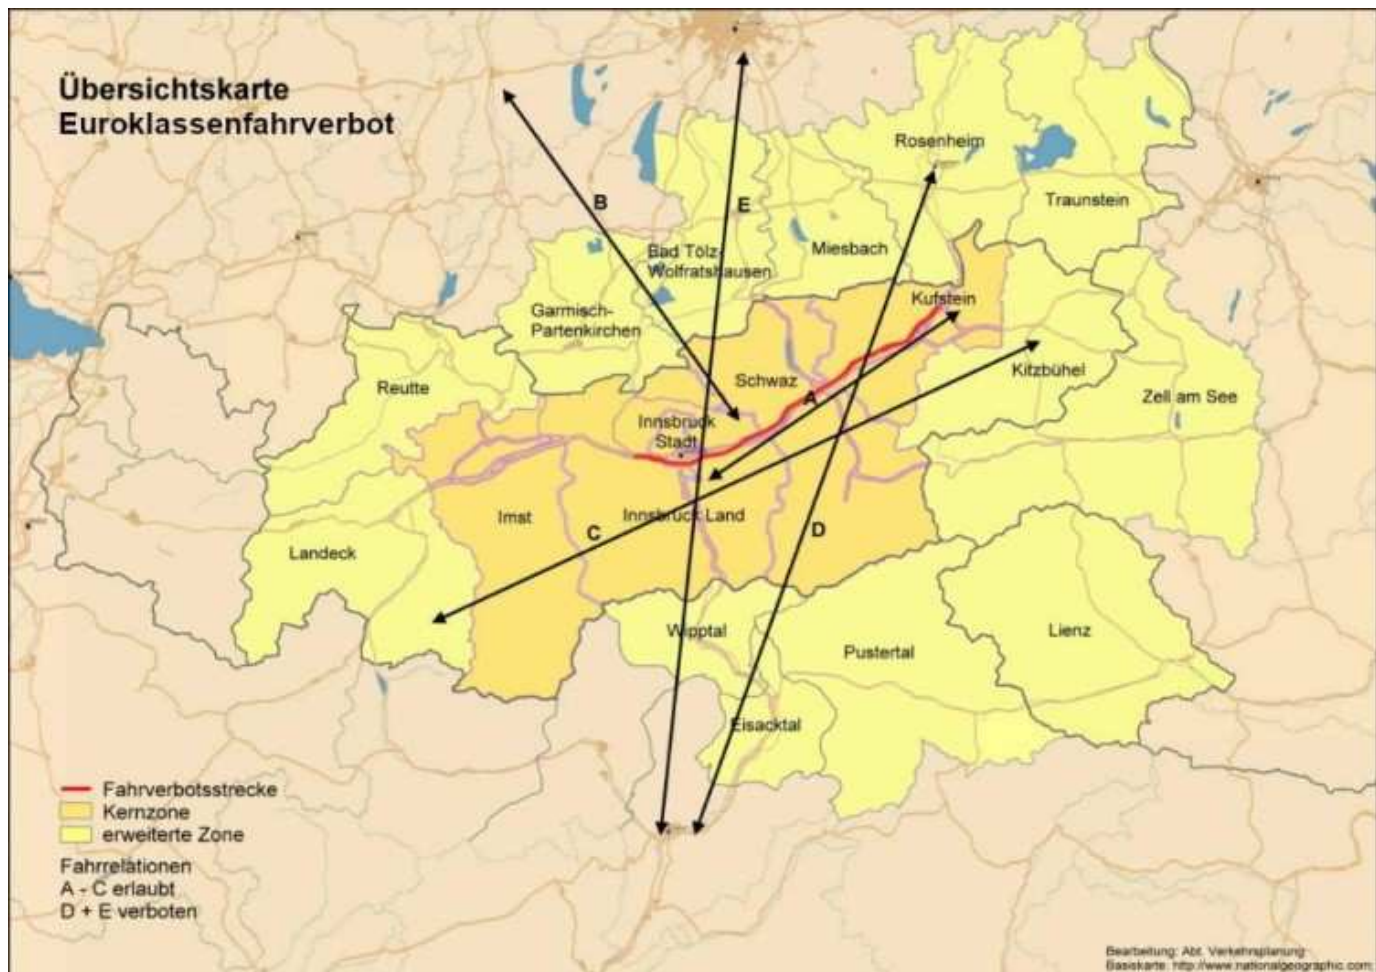 Übersichtskarte
Euroklassenfahrverbot
Rosenheim
Traunstein
B
E
Bad Tölz-
Wolfratshausen
Miesbach
Garmisch-
Partenkirchen
Kufstein
Reutte
Schwaz
A
Kitzbühel
Zell am See
Innsbruck
Stadt
Imst
Innsbruck Land
C
D
Landeck
Wipptal
Pustertal
Lienz
Eisacktal
Fahrverbotsstrecke
Kernzone
erweiterte Zone
Fahrrelationen
A - C erlaubt
D + E verboten
Bearbeitung: Abt. Verkehrsplanung
Basiskarte: http://www.nationalgeographic.com